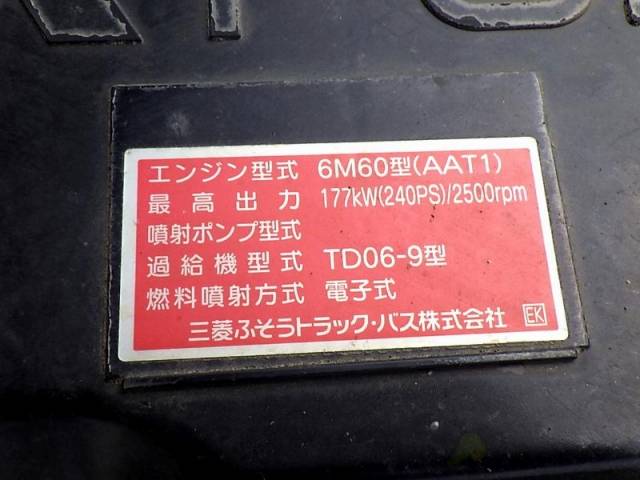 エンジン型式 6M60型(AAT1)
最高出力 177kW(240PS)/2500rpm
噴射ポンプ型式
過給機型式 TD06-9型
燃料噴射方式 電子式
三菱ふそうトラック・バス株式会社 EK